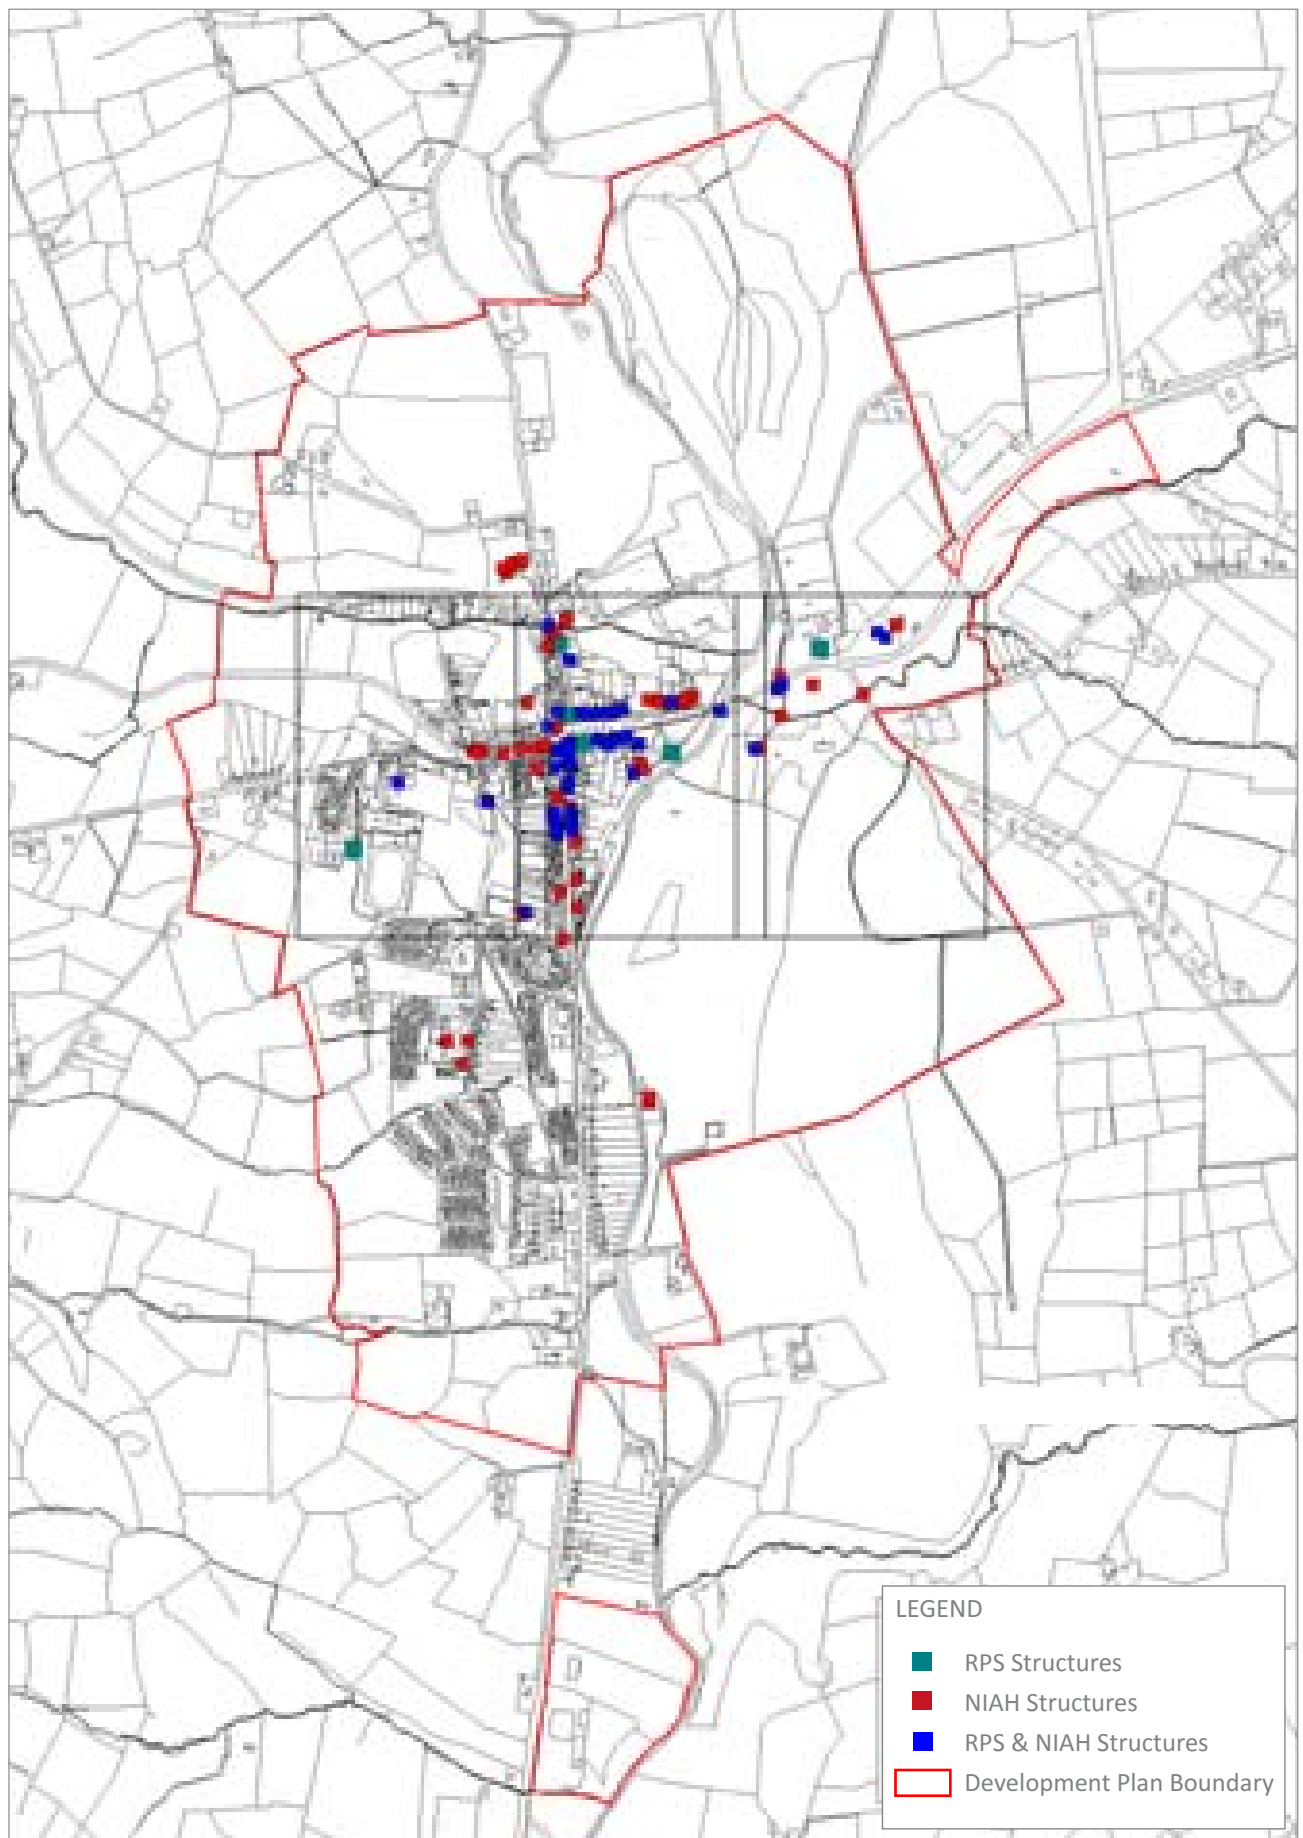 LEGEND
RPS Structures
NIAH Structures
RPS & NIAH Structures
Development Plan Boundary